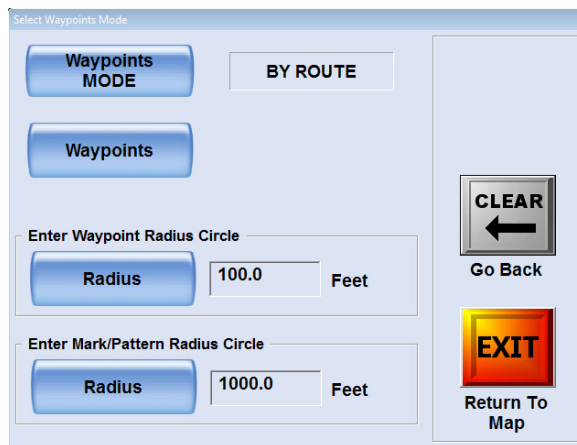 Select Waypoints Mode
Waypoints
MODE
BY ROUTE
Waypoints
Enter Waypoint Radius Circle
Radius
100.0
Feet
Enter Mark/Pattern Radius Circle
Radius
1000.0
Feet
CLEAR
Go Back
EXIT
Return To
Map